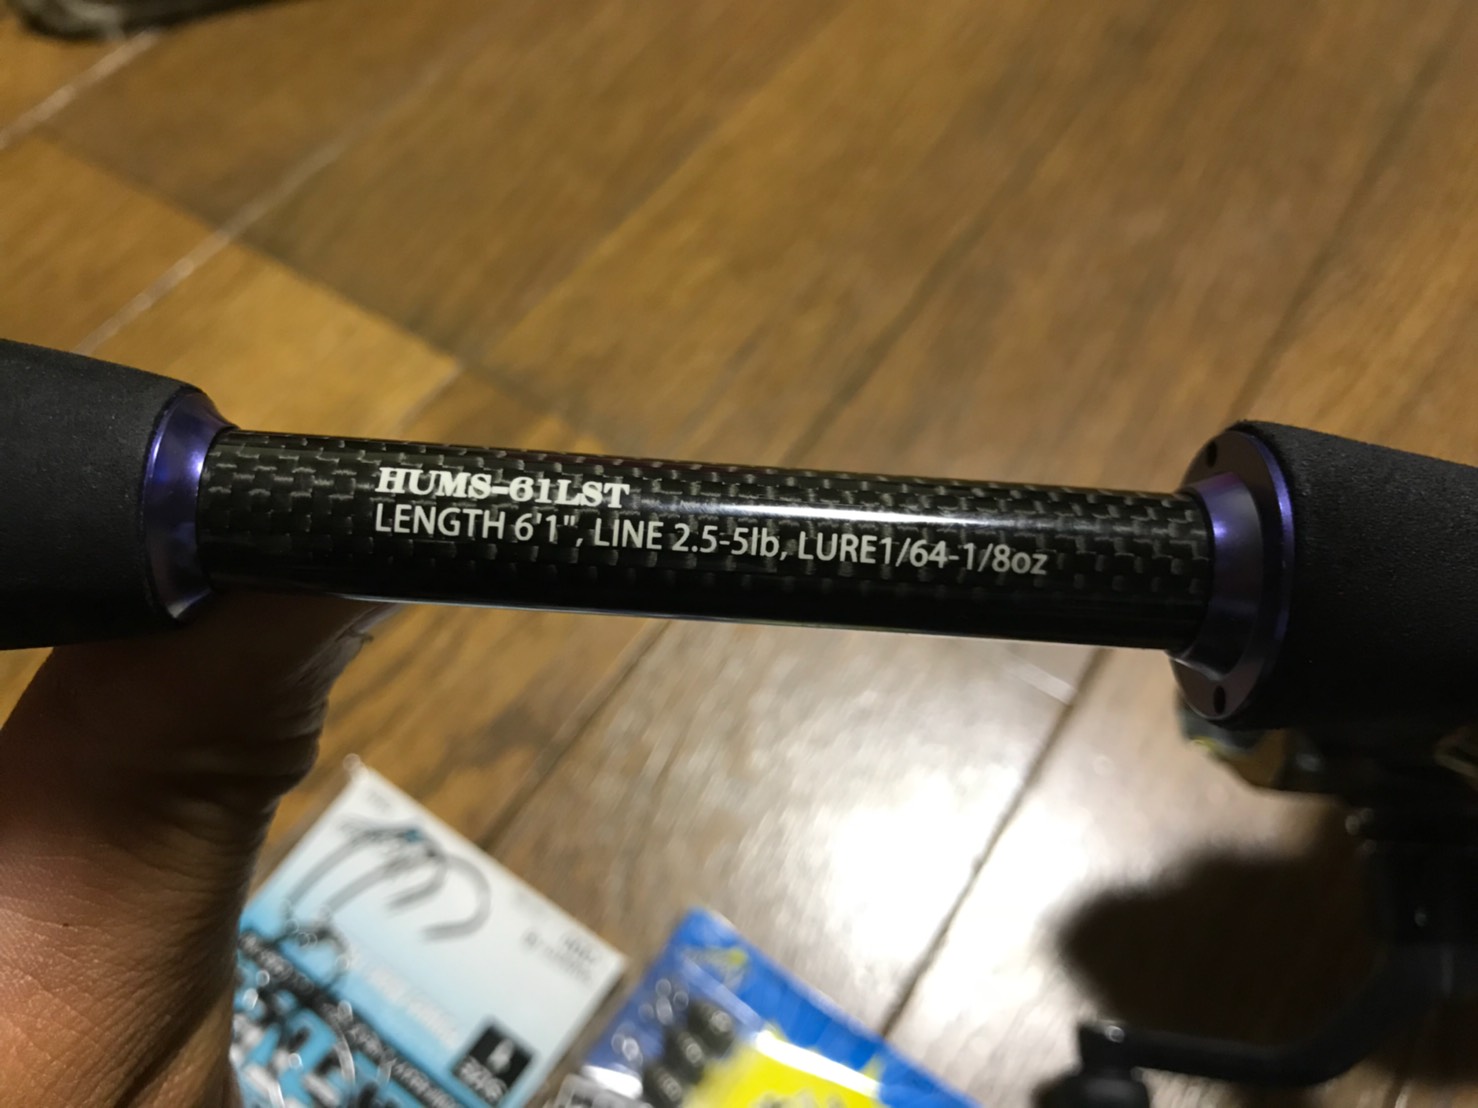 HUMS-61LST
LENGTH 6'1", LINE 2.5-5lb, LURE1/64-1/8oz